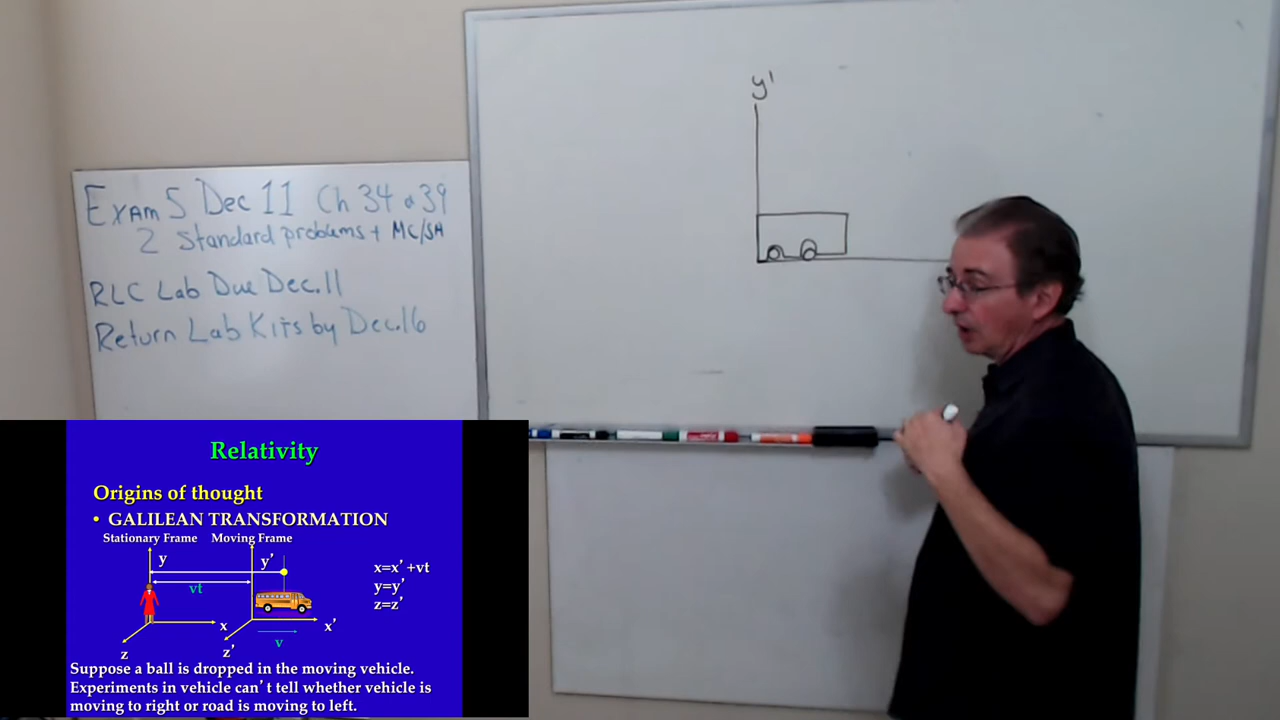 Exam 5 Dec 11 Ch 34 & 39
2 Standard problems + MC/SA
RLC Lab Due Dec. 11
Return Lab Kits by Dec. 16
y'
Relativity
Origins of thought
• GALILEAN TRANSFORMATION
Stationary Frame Moving Frame
y y'
vt
x x'
z z'
v
x=x'+vt
y=y'
z=z'
Suppose a ball is dropped in the moving vehicle.
Experiments in vehicle can't tell whether vehicle is
moving to right or road is moving to left.